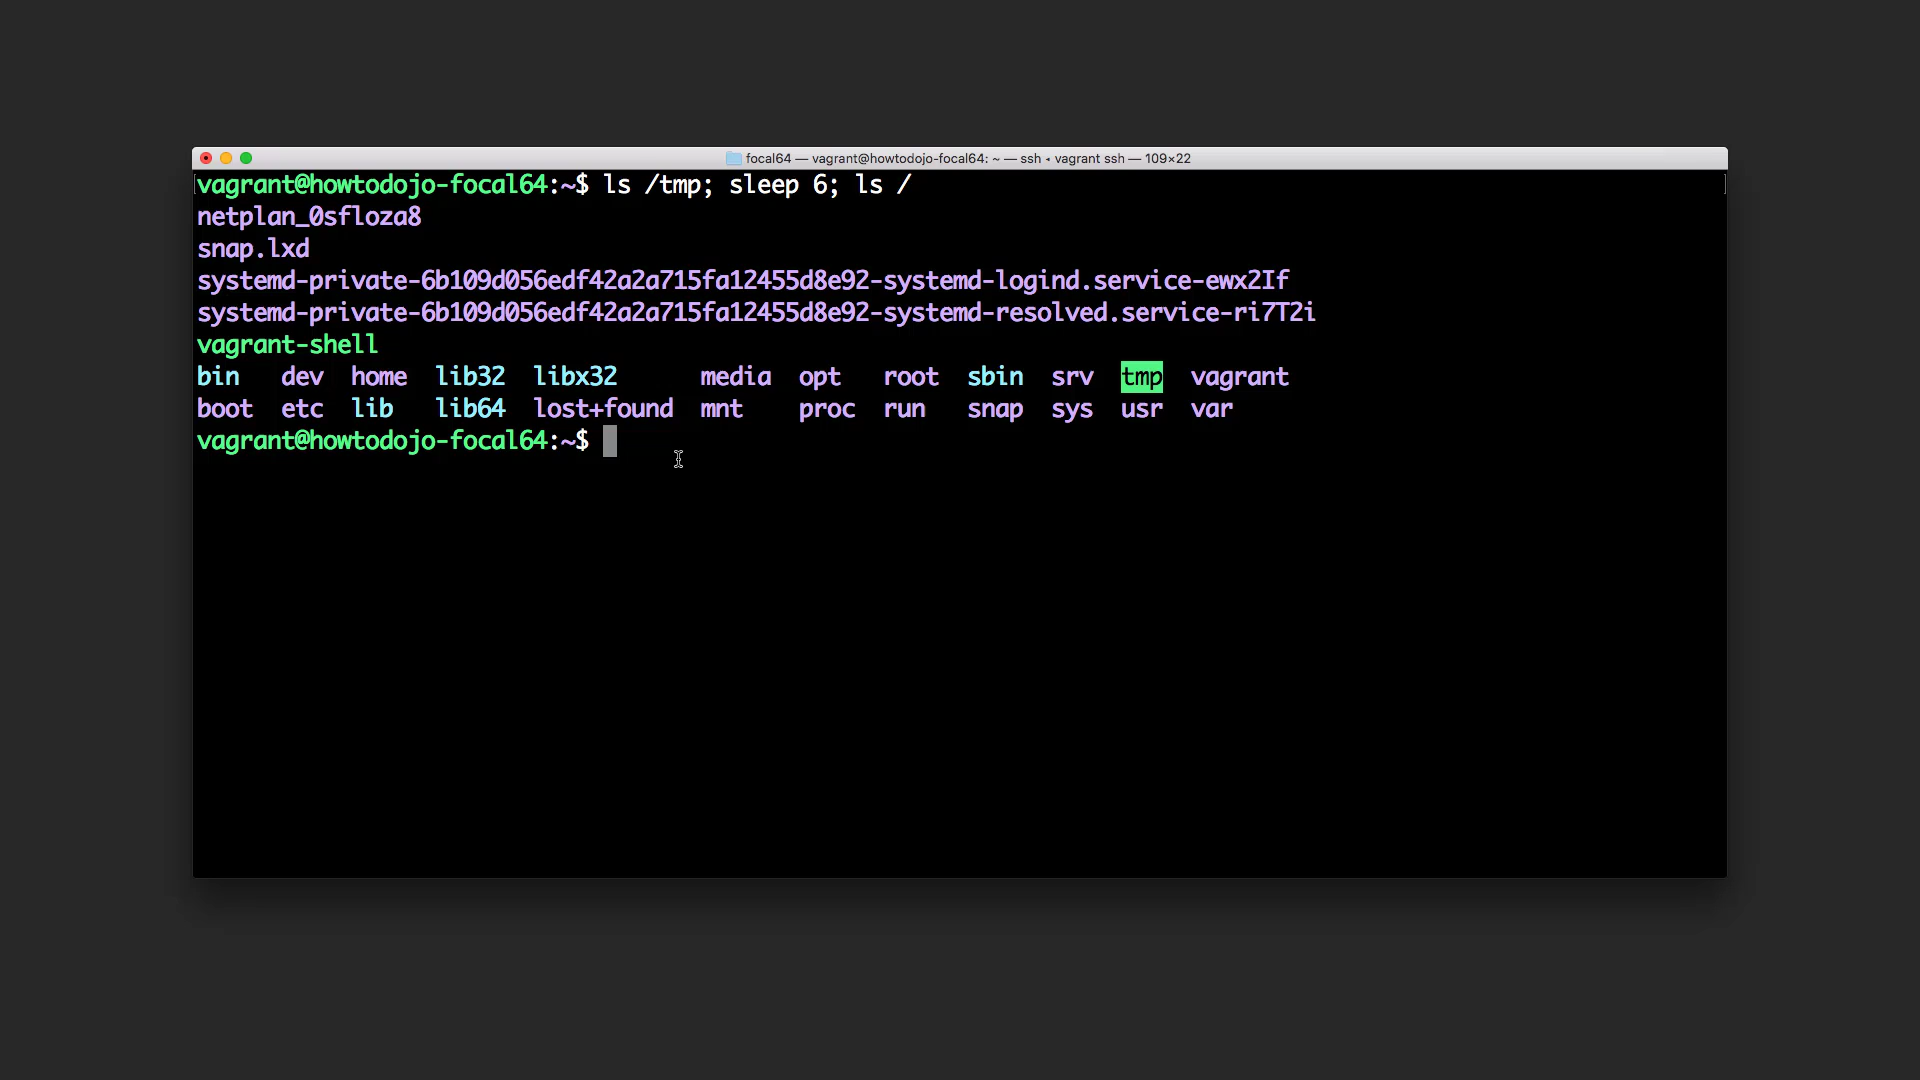 focal64 — vagrant@howtodojo-focal64: ~ — ssh ◂ vagrant ssh — 109×22
vagrant@howtodojo-focal64:~$ ls /tmp; sleep 6; ls /
netplan_0sfloza8
snap.lxd
systemd-private-6b109d056edf42a2a715fa12455d8e92-systemd-logind.service-ewx2If
systemd-private-6b109d056edf42a2a715fa12455d8e92-systemd-resolved.service-ri7T2i
vagrant-shell
bin   dev  home  lib32  libx32      media  opt   root  sbin  srv  tmp  vagrant
boot  etc  lib   lib64  lost+found  mnt    proc  run   snap  sys  usr  var
vagrant@howtodojo-focal64:~$